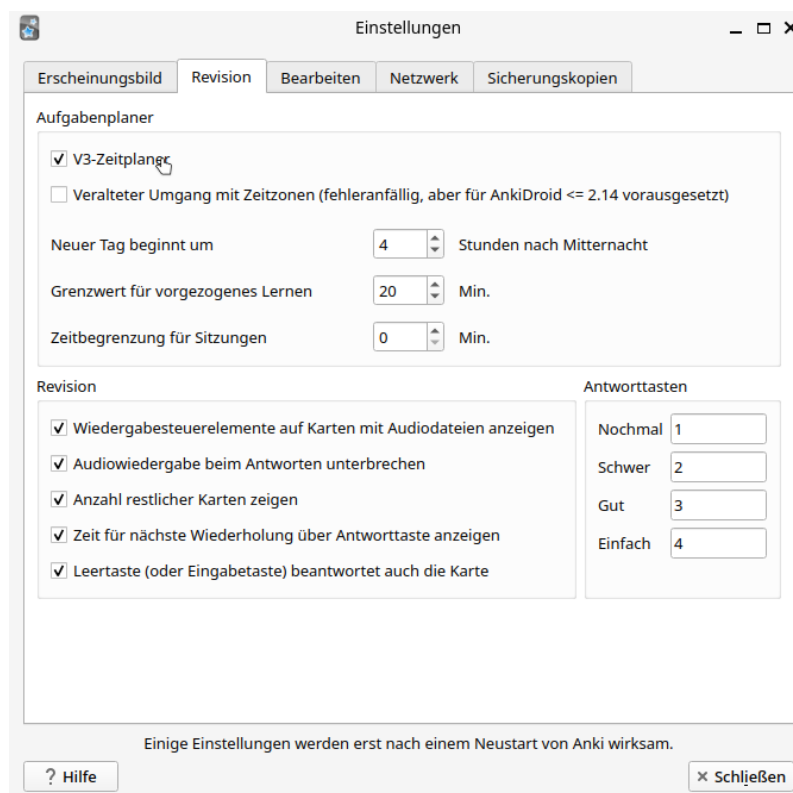 Einstellungen
Erscheinungsbild Revision Bearbeiten Netzwerk Sicherungskopien
Aufgabenplaner
V3-Zeitplaner
Veralteter Umgang mit Zeitzonen (fehleranfällig, aber für AnkiDroid <= 2.14 vorausgesetzt)
Neuer Tag beginnt um 4 Stunden nach Mitternacht
Grenzwert für vorgezogenes Lernen 20 Min.
Zeitbegrenzung für Sitzungen 0 Min.
Revision
Wiedergabesteuerelemente auf Karten mit Audiodateien anzeigen
Audiowiedergabe beim Antworten unterbrechen
Anzahl restlicher Karten zeigen
Zeit für nächste Wiederholung über Antworttaste anzeigen
Leertaste (oder Eingabetaste) beantwortet auch die Karte
Antworttasten
Nochmal 1
Schwer 2
Gut 3
Einfach 4
Einige Einstellungen werden erst nach einem Neustart von Anki wirksam.
? Hilfe
Schließen